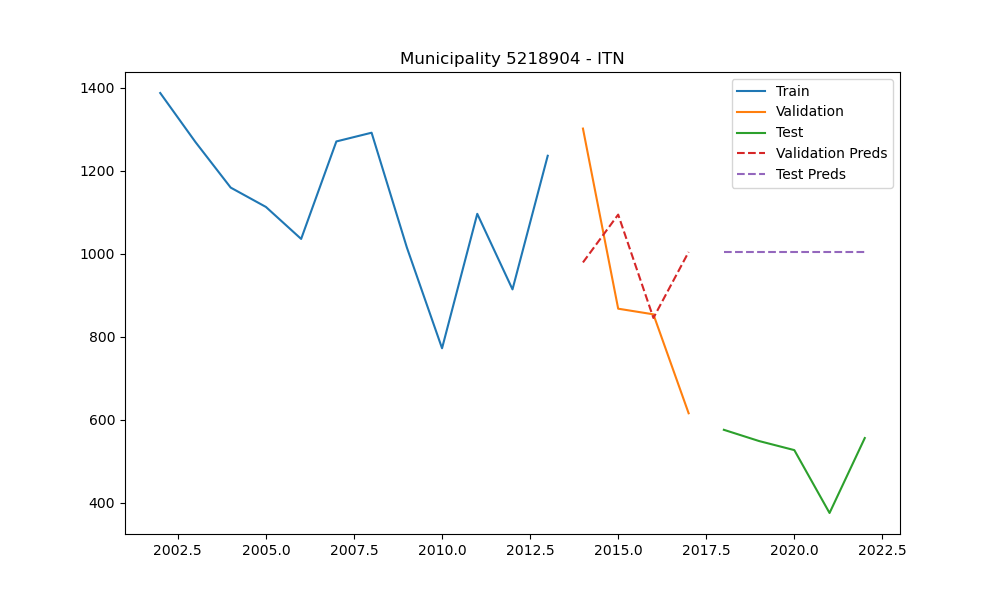 Municipality 5218904 - ITN
1400
1200
1000
800
600
400
Train
Validation
Test
Validation Preds
Test Preds
2002.5 2005.0 2007.5 2010.0 2012.5 2015.0 2017.5 2020.0 2022.5